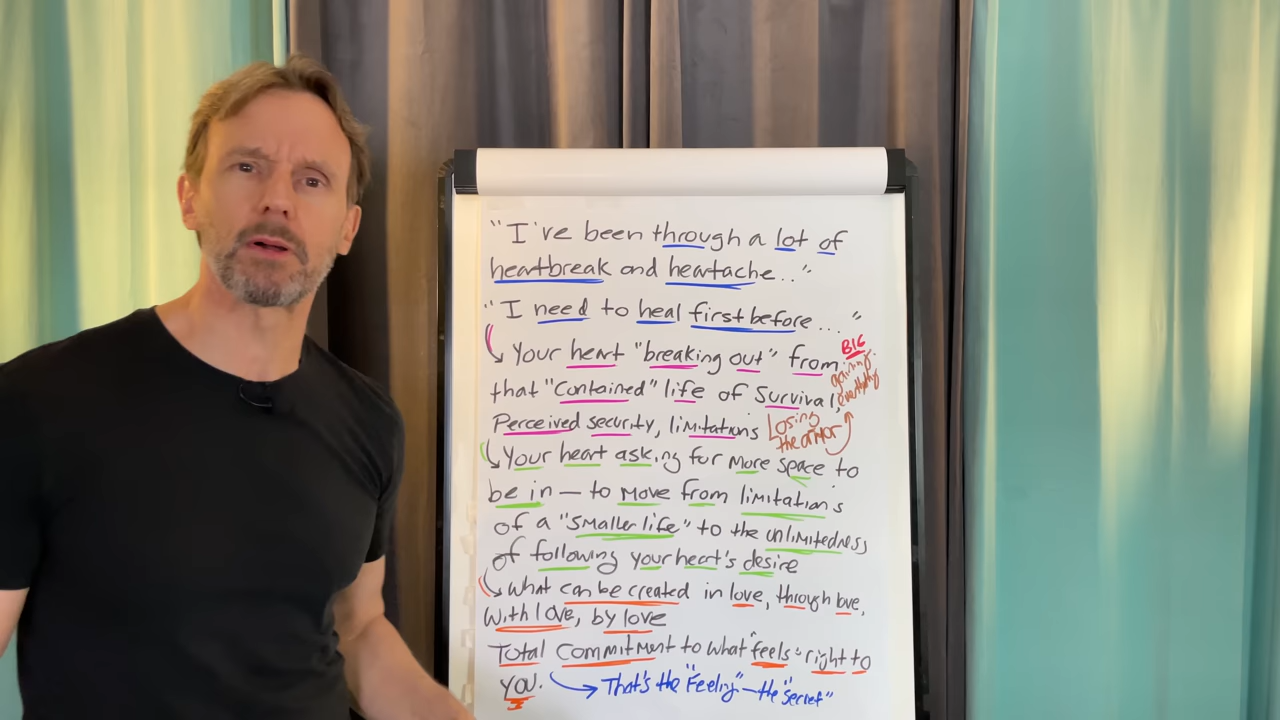 "I've been through a lot of
heartbreak and heartache..."
"I need to heal first before..."
Your heart "breaking out" from
BIG
gaining
everything
that "Contained" life of Survival,
Perceived security, limitations
Losing
the armor
Your heart asking for more space to
be in — to move from limitations
of a "smaller life" to the unlimitedness
of following your heart's desire
What can be created in love, through love,
with love, by love
Total commitment to what "feels" right to
YOU.
That's the "Feeling" — the "secret"